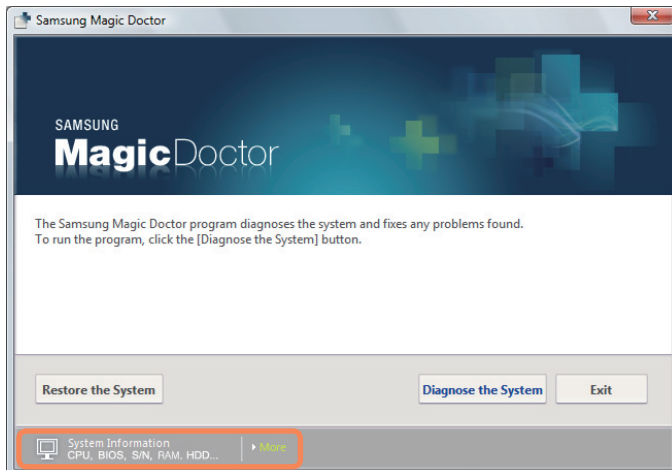 Samsung Magic Doctor
SAMSUNG
MagicDoctor
The Samsung Magic Doctor program diagnoses the system and fixes any problems found.
To run the program, click the [Diagnose the System] button.
Restore the System
Diagnose the System
Exit
System Information
CPU, BIOS, S/N, RAM, HDD...
More